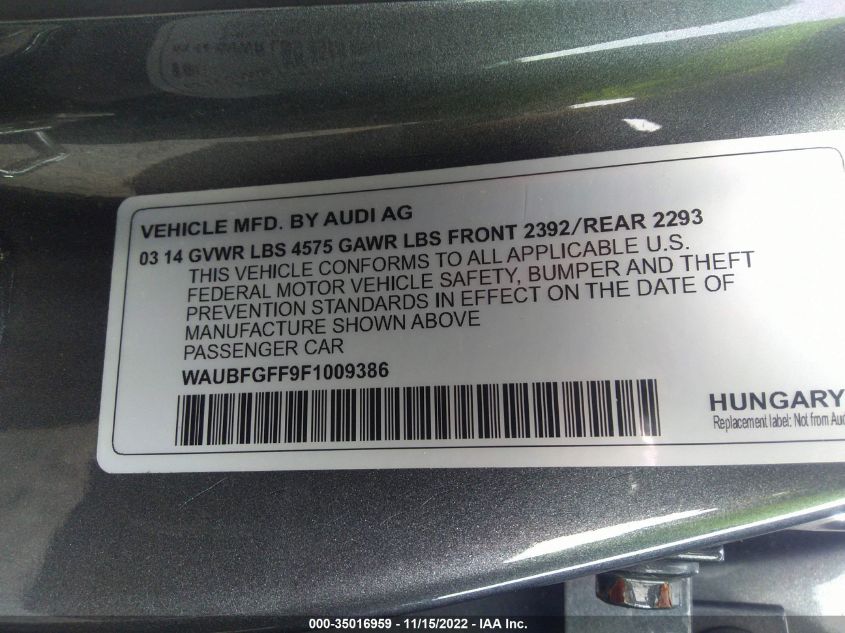 VEHICLE MFD. BY AUDI AG
03 14 GVWR LBS 4575 GAWR LBS FRONT 2392/REAR 2293
THIS VEHICLE CONFORMS TO ALL APPLICABLE U.S.
FEDERAL MOTOR VEHICLE SAFETY, BUMPER AND THEFT
PREVENTION STANDARDS IN EFFECT ON THE DATE OF
MANUFACTURE SHOWN ABOVE
PASSENGER CAR
WAUBFGFF9F1009386
HUNGARY
Replacement label: Not from Aud
000-35016959 - 11/15/2022 - IAA Inc.